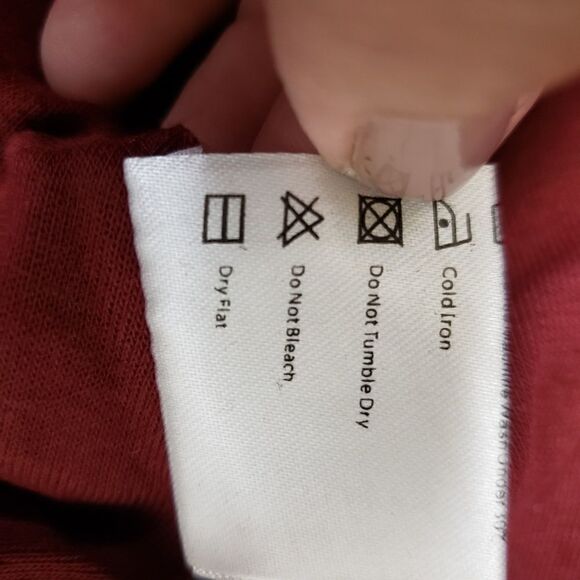 Cold Iron
Do Not Tumble Dry
Do Not Bleach
Dry Flat